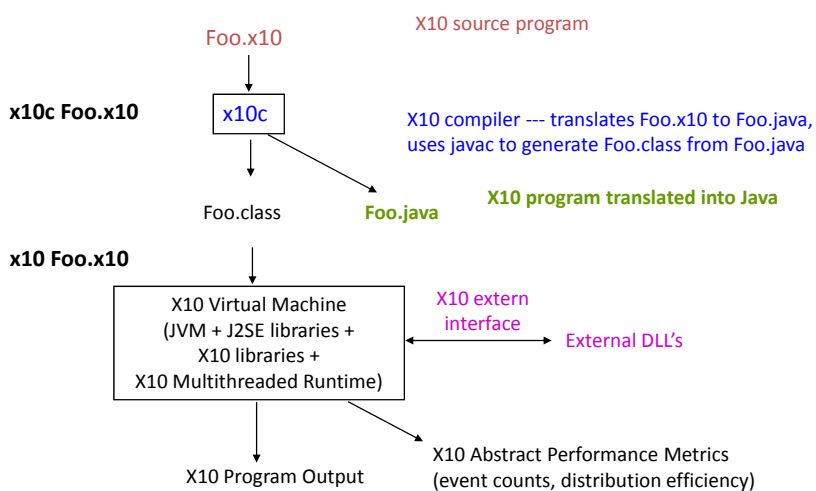 Foo.x10
X10 source program
x10c Foo.x10
x10c
X10 compiler --- translates Foo.x10 to Foo.java,
uses javac to generate Foo.class from Foo.java
Foo.class
Foo.java
X10 program translated into Java
x10 Foo.x10
X10 Virtual Machine
(JVM + J2SE libraries +
X10 libraries +
X10 Multithreaded Runtime)
X10 extern
interface
External DLL's
X10 Program Output
X10 Abstract Performance Metrics
(event counts, distribution efficiency)